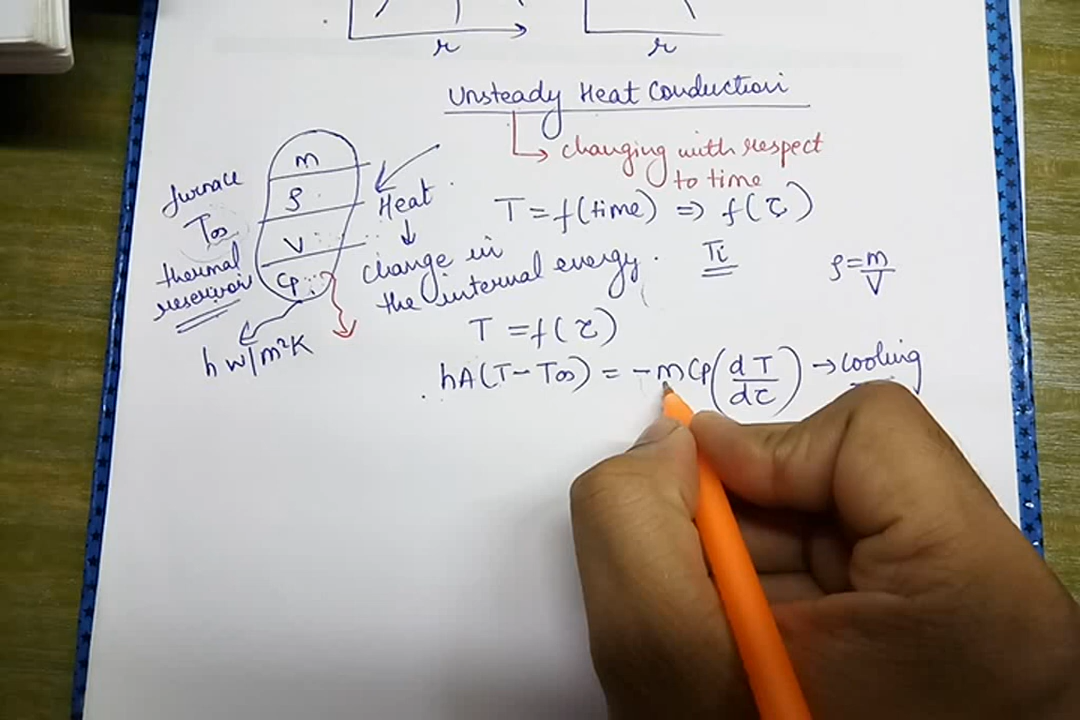 r
r
Unsteady Heat Conduction
changing with respect
to time
T = f(time) ⇒ f(τ)
furnace
T∞
thermal
reservoir
m
ρ
V
Cp
h W/m²K
Heat
↓
change in
the internal energy.
Ti
ρ = m/V
T = f(τ)
hA(T-T∞) = -mCp(dT/dτ) → cooling